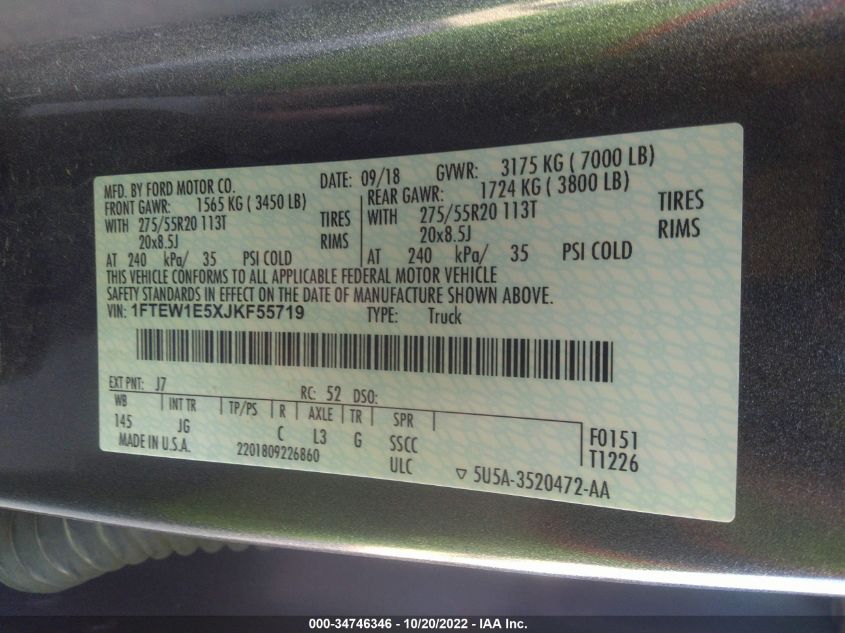 MFD. BY FORD MOTOR CO. DATE: 09/18 GVWR: 3175 KG ( 7000 LB)
FRONT GAWR: 1565 KG ( 3450 LB) REAR GAWR: 1724 KG ( 3800 LB)
WITH 275/55R20 113T TIRES WITH 275/55R20 113T TIRES
20x8.5J RIMS 20x8.5J RIMS
AT 240 kPa/ 35 PSI COLD AT 240 kPa/ 35 PSI COLD
THIS VEHICLE CONFORMS TO ALL APPLICABLE FEDERAL MOTOR VEHICLE
SAFETY STANDARDS IN EFFECT ON THE DATE OF MANUFACTURE SHOWN ABOVE.
VIN: 1FTEW1E5XJKF55719 TYPE: Truck
EXT PNT: J7 RC: 52 DSO:
WB INT TR TP/PS R AXLE TR SPR
145 JG C L3 G SSCC F0151
MADE IN U.S.A. 2201809226860 ULC T1226
▽ 5U5A-3520472-AA
000-34746346 - 10/20/2022 - IAA Inc.